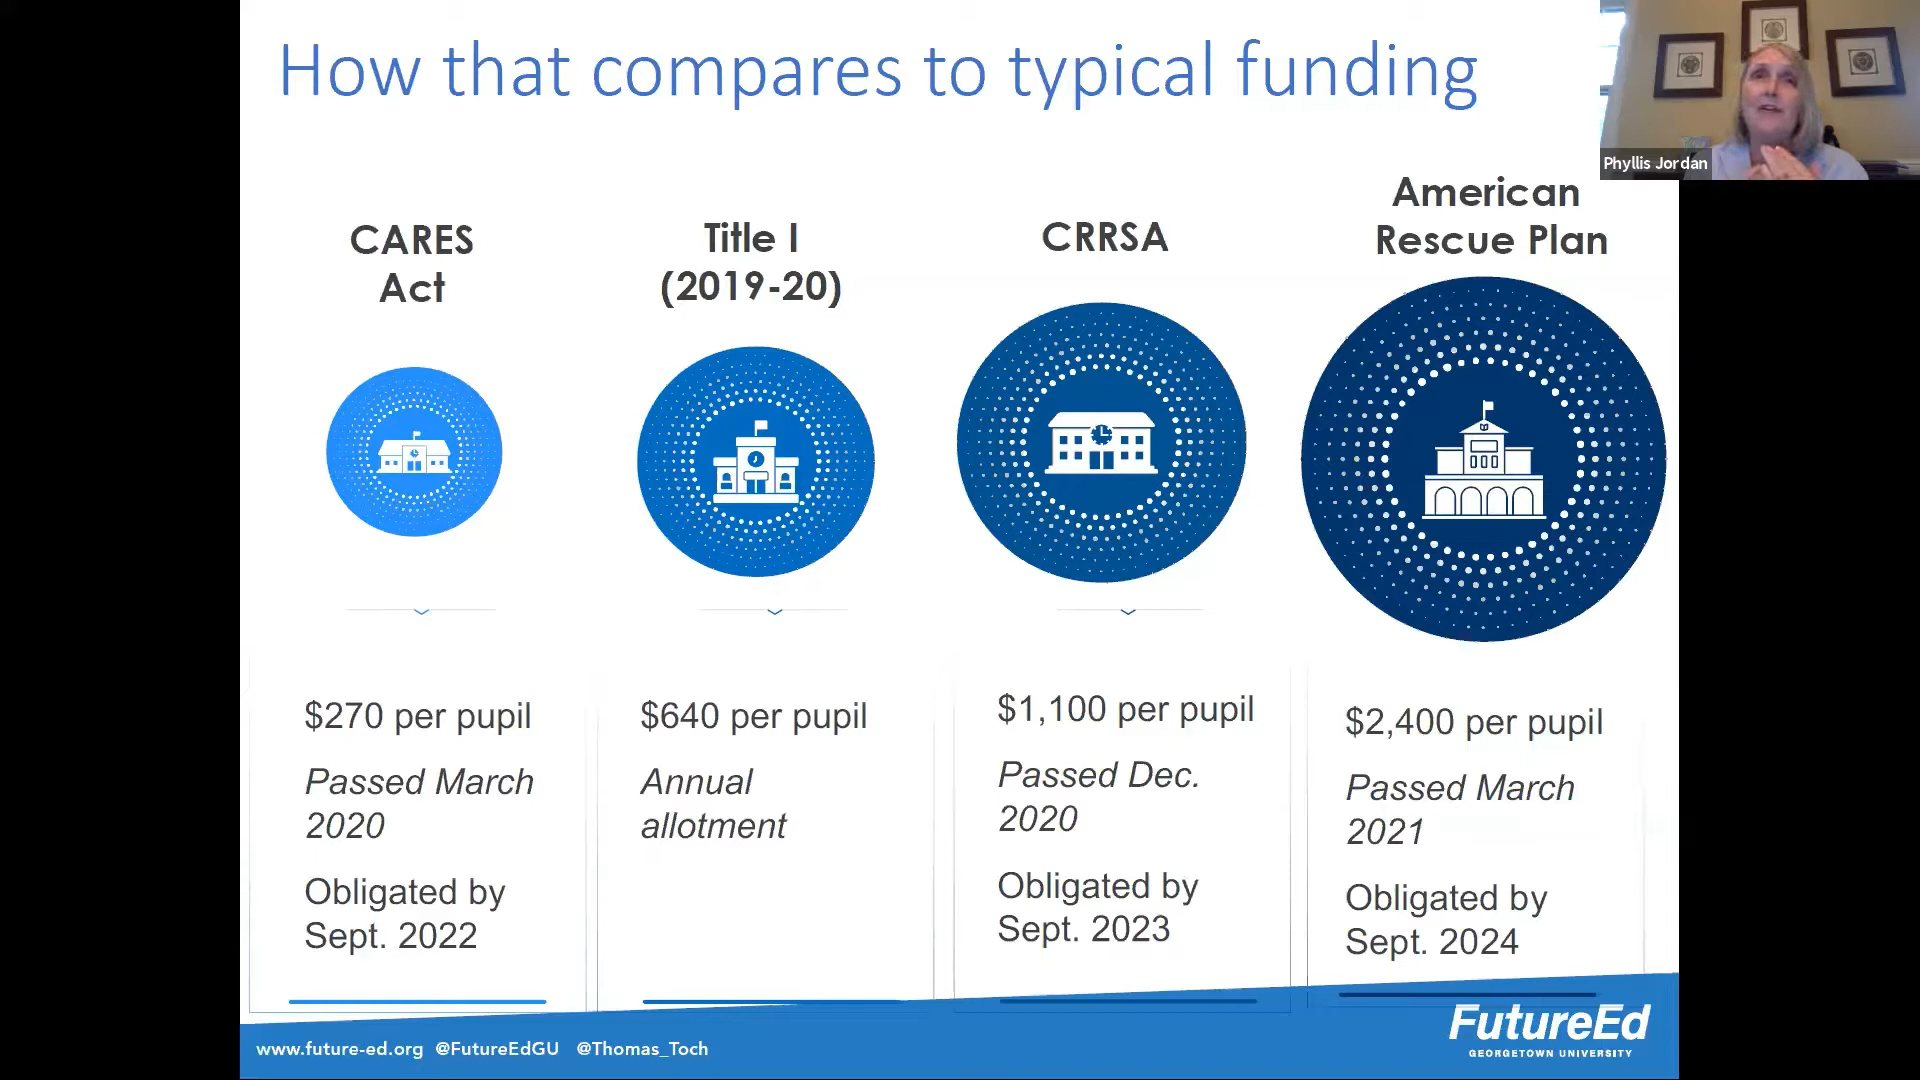 How that compares to typical funding
Phyllis Jordan
CARES
Act
Title I
(2019-20)
CRRSA
American
Rescue Plan
$270 per pupil
Passed March
2020
Obligated by
Sept. 2022
$640 per pupil
Annual
allotment
$1,100 per pupil
Passed Dec.
2020
Obligated by
Sept. 2023
$2,400 per pupil
Passed March
2021
Obligated by
Sept. 2024
www.future-ed.org @FutureEdGU @Thomas_Toch
FutureEd
GEORGETOWN UNIVERSITY